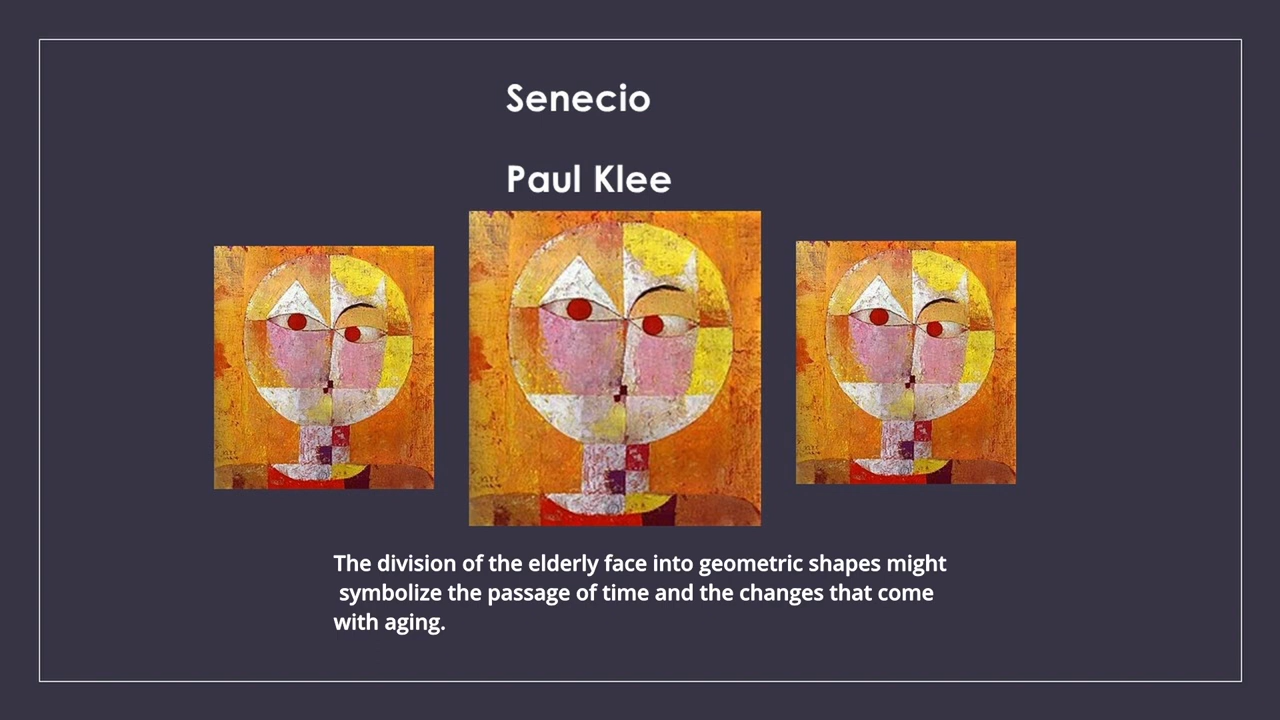 Senecio
Paul Klee
The division of the elderly face into geometric shapes might
symbolize the passage of time and the changes that come
with aging.